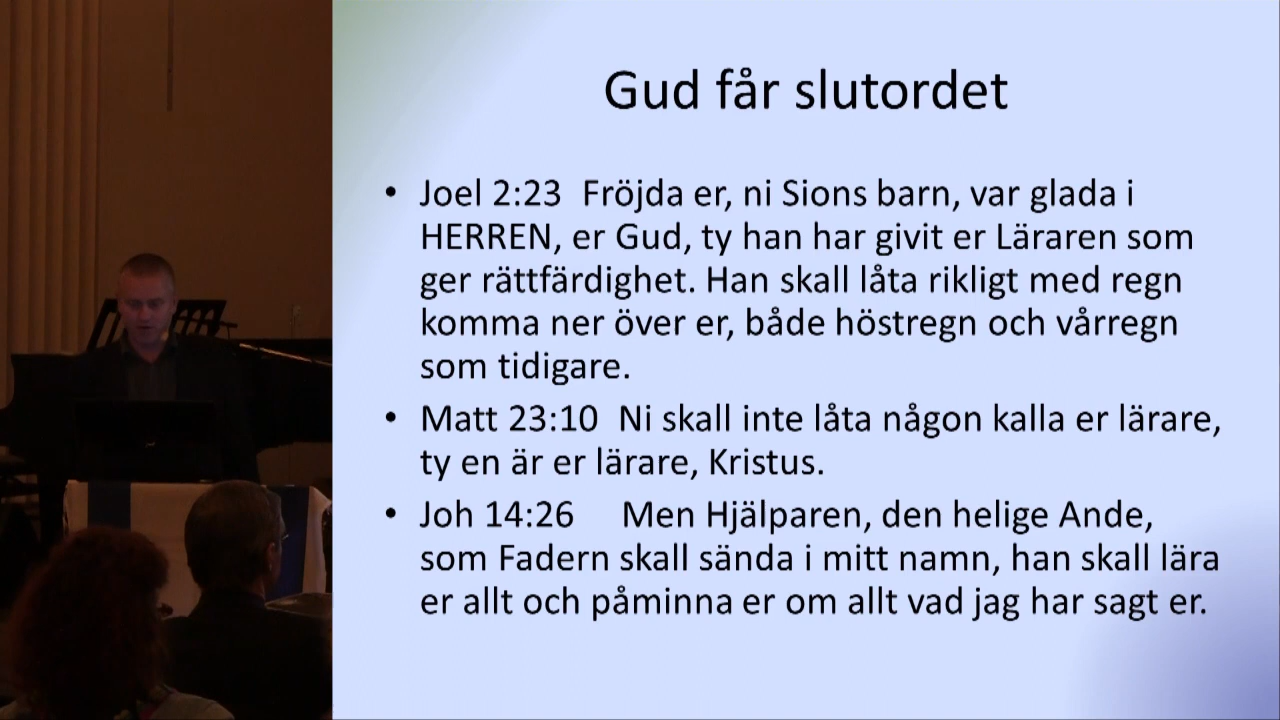 Gud får slutordet
• Joel 2:23 Fröjda er, ni Sions barn, var glada i
HERREN, er Gud, ty han har givit er Läraren som
ger rättfärdighet. Han skall låta rikligt med regn
komma ner över er, både höstregn och vårregn
som tidigare.
• Matt 23:10 Ni skall inte låta någon kalla er lärare,
ty en är er lärare, Kristus.
• Joh 14:26 Men Hjälparen, den helige Ande,
som Fadern skall sända i mitt namn, han skall lära
er allt och påminna er om allt vad jag har sagt er.